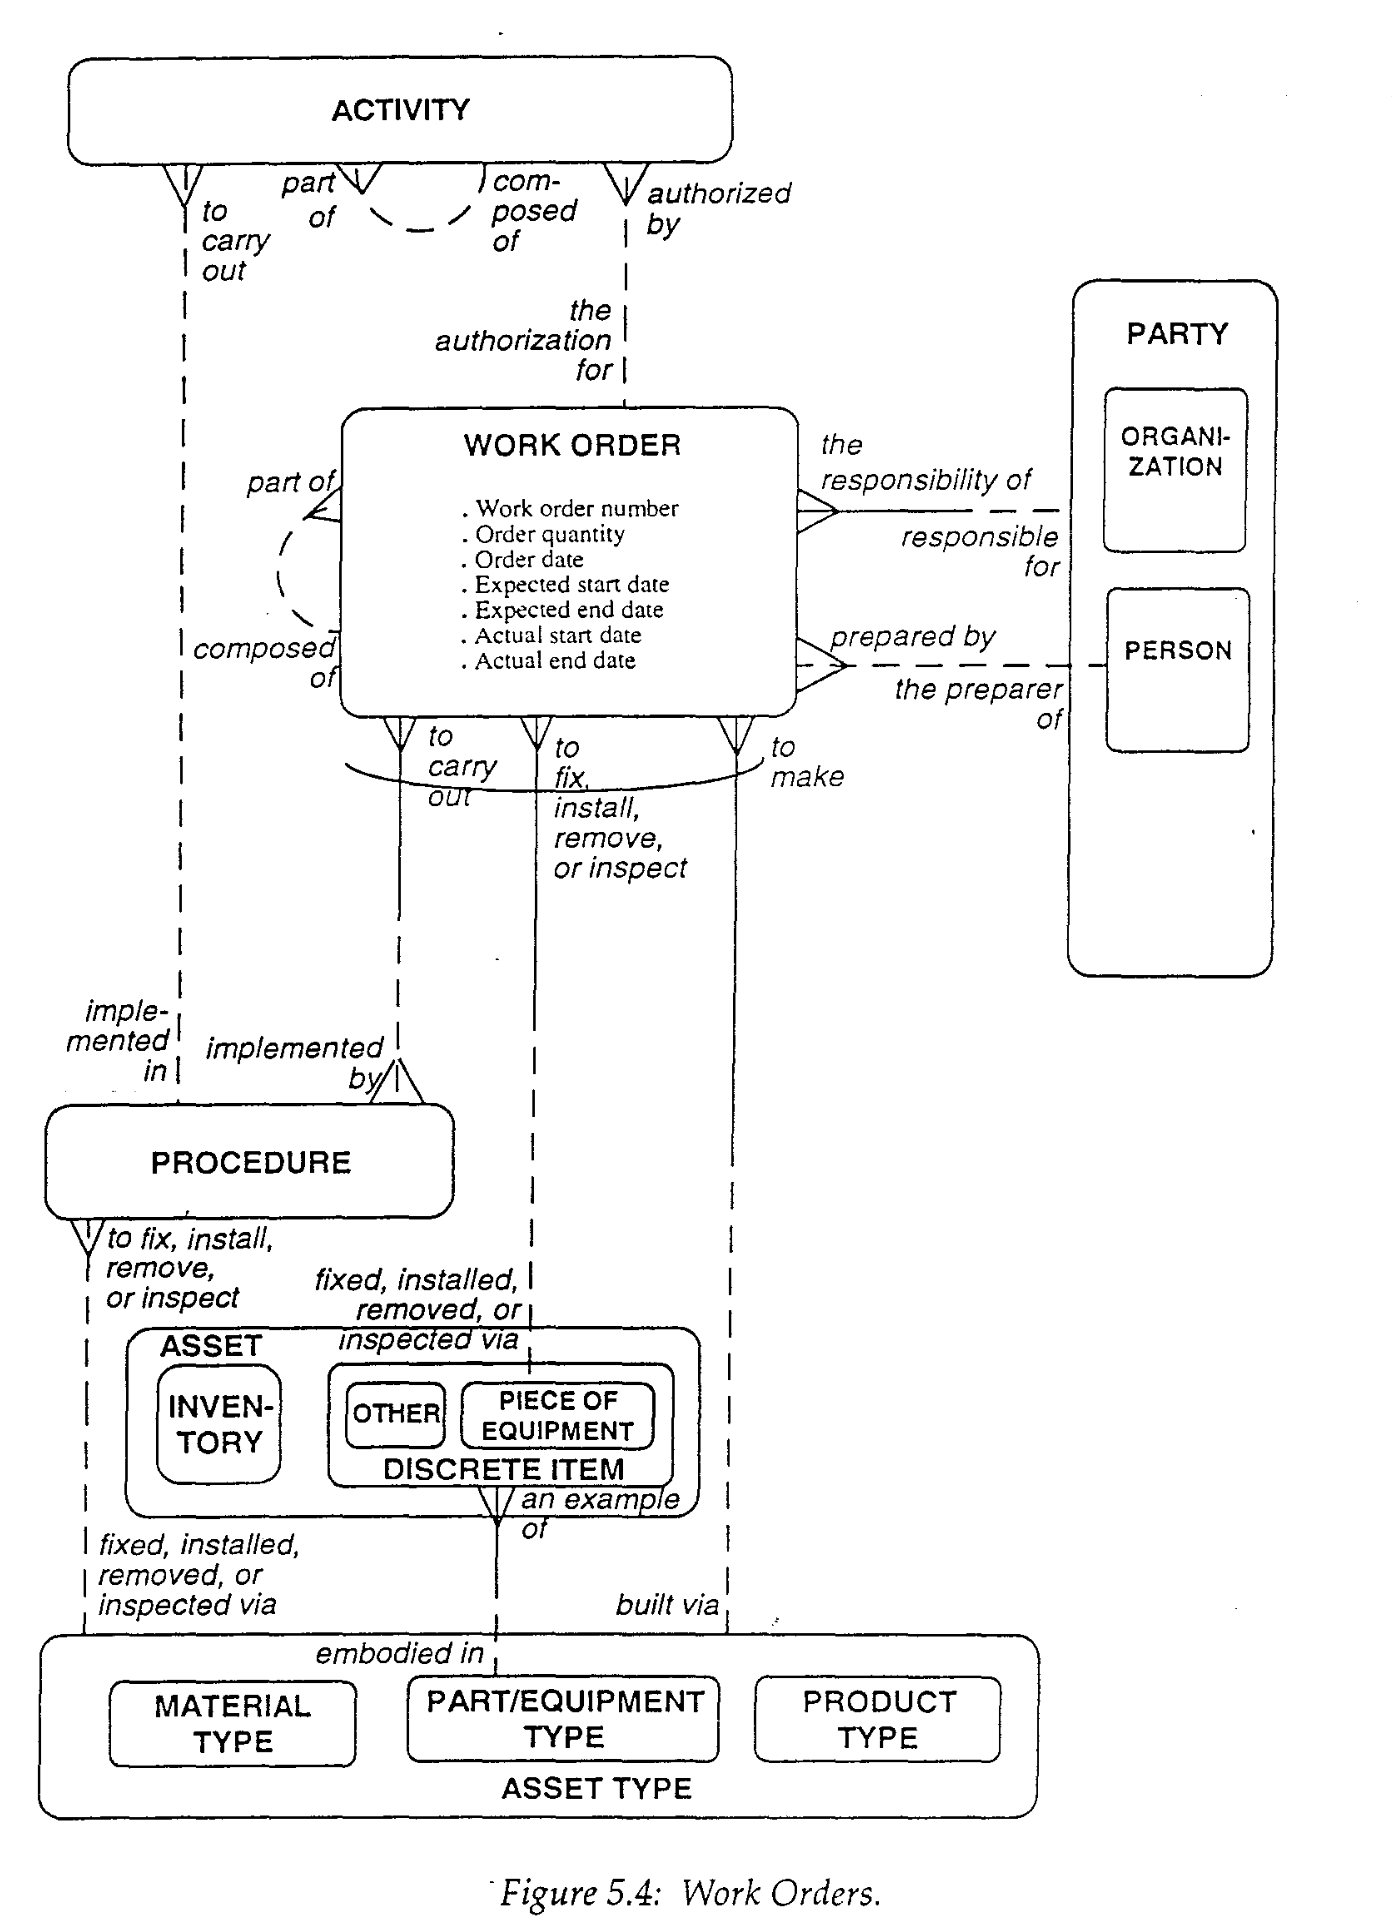 ACTIVITY
to
carry
out
part
of
com-
posed
of
authorized
by
the
authorization
for
PARTY
ORGANI-
ZATION
PERSON
WORK ORDER
. Work order number
. Order quantity
. Order date
. Expected start date
. Expected end date
. Actual start date
. Actual end date
part of
composed
of
the
responsibility of
responsible
for
prepared by
the preparer
of
to
carry
out
to
fix,
install,
remove,
or inspect
to
make
imple-
mented
in
implemented
by
PROCEDURE
to fix, install,
remove,
or inspect
fixed, installed,
removed, or
inspected via
ASSET
INVEN-
TORY
OTHER
PIECE OF
EQUIPMENT
DISCRETE ITEM
an example
of
fixed, installed,
removed, or
inspected via
built via
embodied in
MATERIAL
TYPE
PART/EQUIPMENT
TYPE
PRODUCT
TYPE
ASSET TYPE
Figure 5.4: Work Orders.